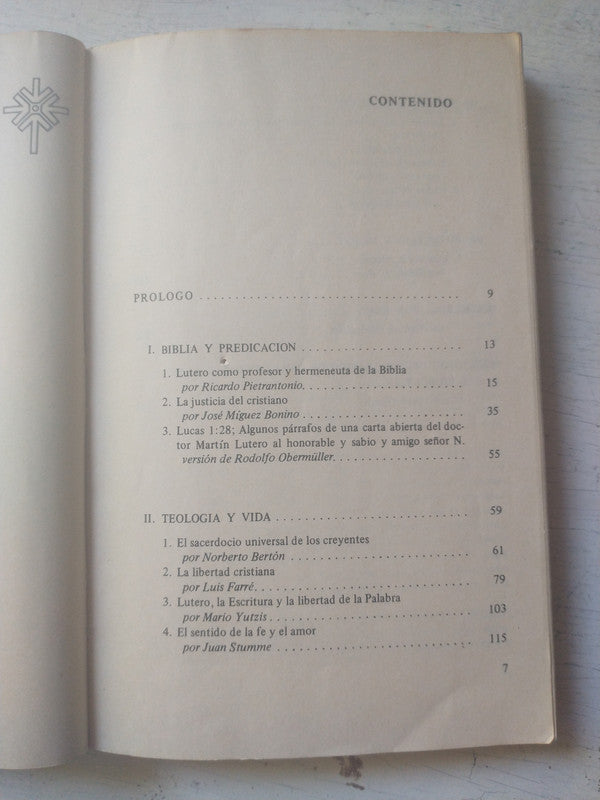 CONTENIDO
PROLOGO . . . . . . . . . . . . . . . . . . . . . . . . . . . . . . . . . . . . 9
I. BIBLIA Y PREDICACION . . . . . . . . . . . . . . . . . . . . . . . 13
1. Lutero como profesor y hermeneuta de la Biblia
por Ricardo Pietrantonio. . . . . . . . . . . . . . . . . . . . . . . . 15
2. La justicia del cristiano
por José Míguez Bonino . . . . . . . . . . . . . . . . . . . . . . . . 35
3. Lucas 1:28; Algunos párrafos de una carta abierta del doc-
tor Martín Lutero al honorable y sabio y amigo señor N.
versión de Rodolfo Obermüller. . . . . . . . . . . . . . . . . . . . 55
II. TEOLOGIA Y VIDA . . . . . . . . . . . . . . . . . . . . . . . . . . . 59
1. El sacerdocio universal de los creyentes
por Norberto Bertón . . . . . . . . . . . . . . . . . . . . . . . . . . 61
2. La libertad cristiana
por Luis Farré. . . . . . . . . . . . . . . . . . . . . . . . . . . . . . 79
3. Lutero, la Escritura y la libertad de la Palabra
por Mario Yutzis . . . . . . . . . . . . . . . . . . . . . . . . . . . . 103
4. El sentido de la fe y el amor
por Juan Stumme . . . . . . . . . . . . . . . . . . . . . . . . . . . 115
7